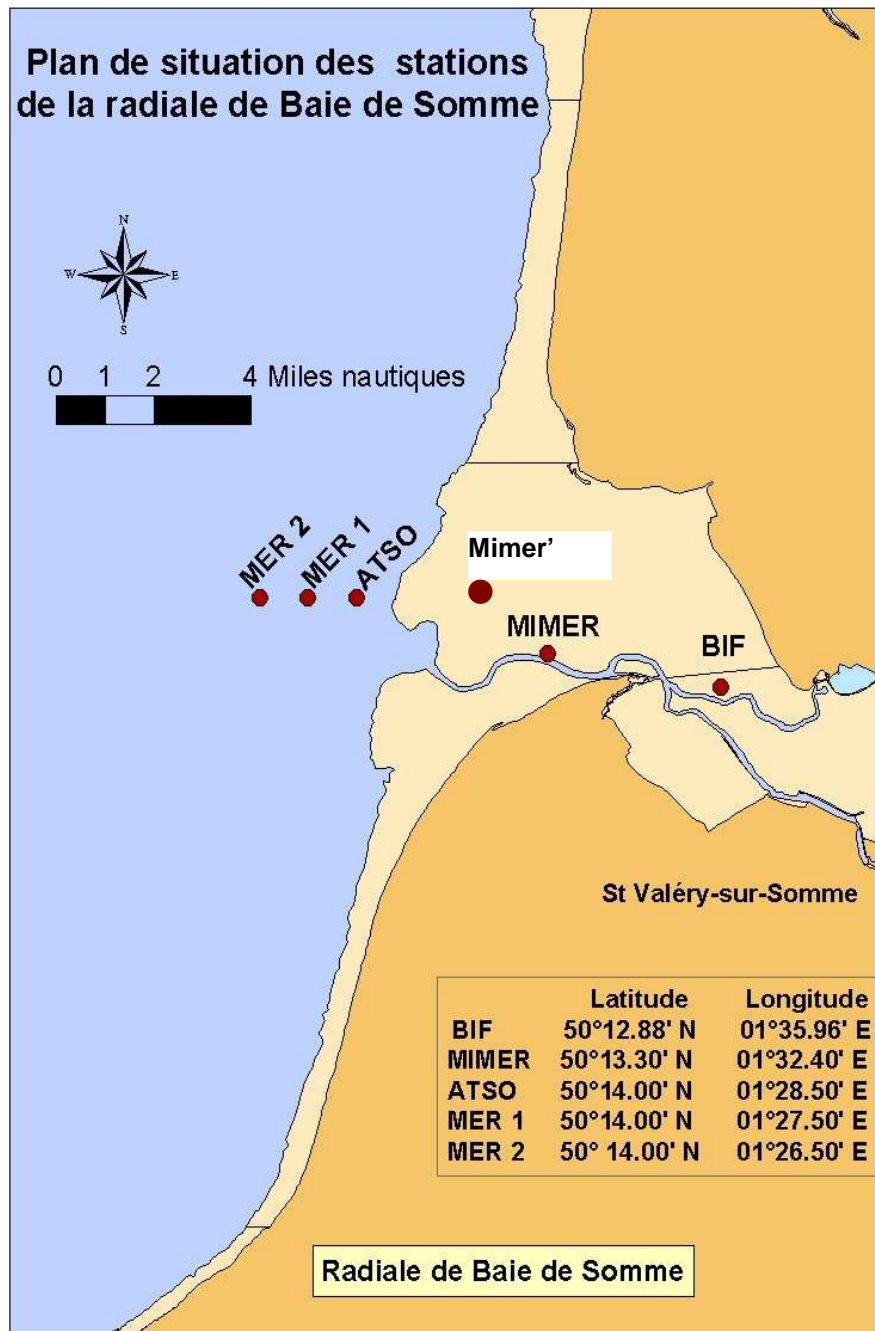 Plan de situation des stations
de la radiale de Baie de Somme
N
W E
S
0 1 2 4 Miles nautiques
MER 2 MER 1 ATSO
Mimer’
MIMER
BIF
St Valéry-sur-Somme
Latitude Longitude
BIF 50°12.88' N 01°35.96' E
MIMER 50°13.30' N 01°32.40' E
ATSO 50°14.00' N 01°28.50' E
MER 1 50°14.00' N 01°27.50' E
MER 2 50° 14.00' N 01°26.50' E
Radiale de Baie de Somme